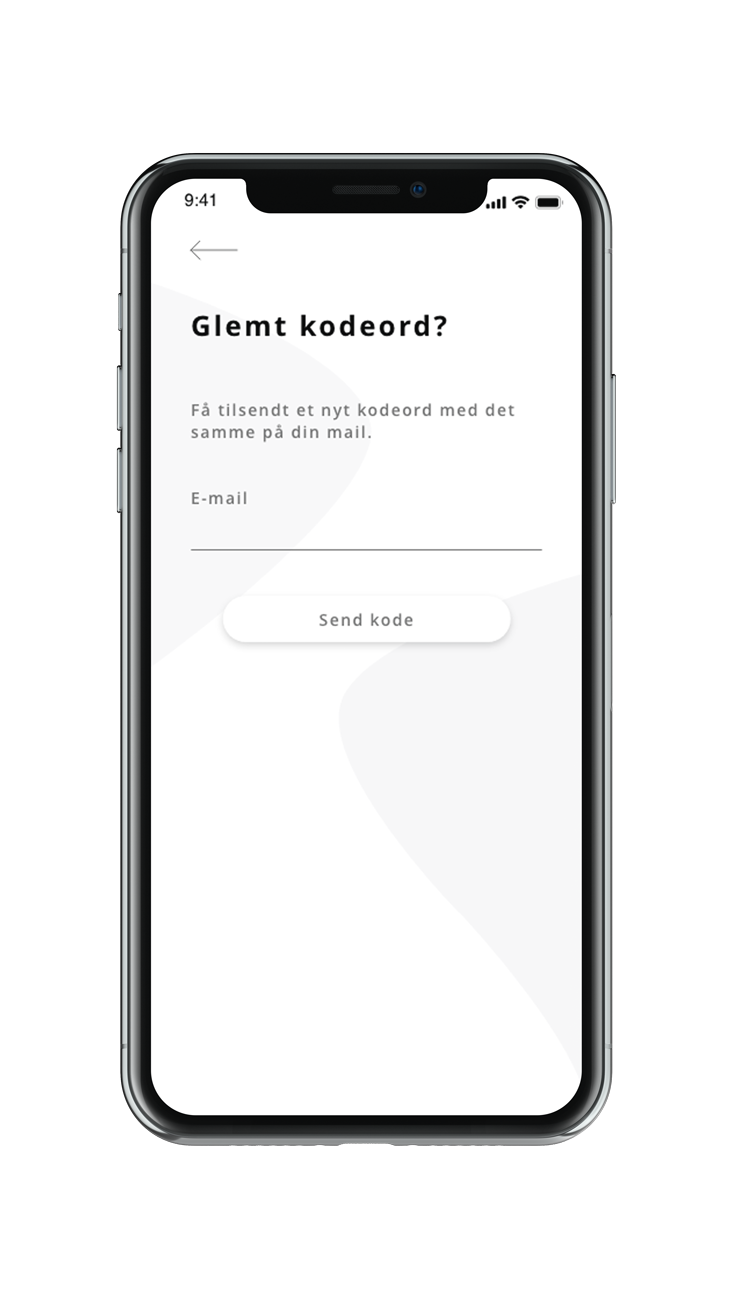 9:41
Glemt kodeord?
Få tilsendt et nyt kodeord med det
samme på din mail.
E-mail
Send kode